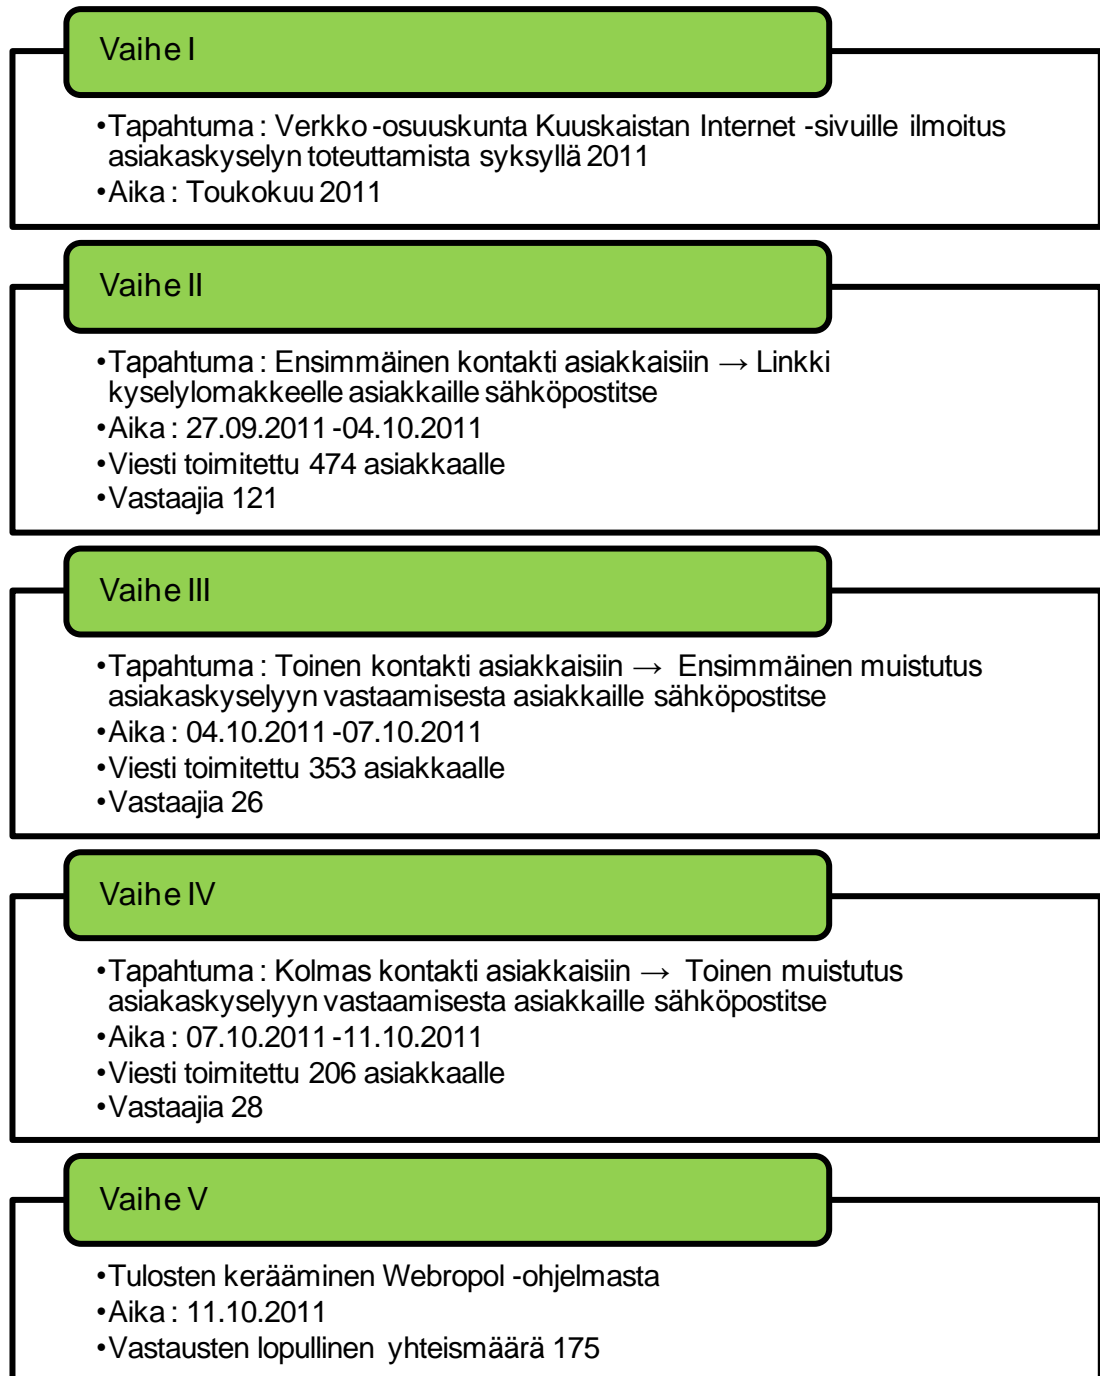 Vaihe I
•Tapahtuma : Verkko -osuuskunta Kuuskaistan Internet -sivuille ilmoitus
asiakaskyselyn toteuttamista syksyllä 2011
•Aika : Toukokuu 2011
Vaihe II
•Tapahtuma : Ensimmäinen kontakti asiakkaisiin → Linkki
kyselylomakkeelle asiakkaille sähköpostitse
•Aika : 27.09.2011 -04.10.2011
•Viesti toimitettu 474 asiakkaalle
•Vastaajia 121
Vaihe III
•Tapahtuma : Toinen kontakti asiakkaisiin → Ensimmäinen muistutus
asiakaskyselyyn vastaamisesta asiakkaille sähköpostitse
•Aika : 04.10.2011 -07.10.2011
•Viesti toimitettu 353 asiakkaalle
•Vastaajia 26
Vaihe IV
•Tapahtuma : Kolmas kontakti asiakkaisiin → Toinen muistutus
asiakaskyselyyn vastaamisesta asiakkaille sähköpostitse
•Aika : 07.10.2011 -11.10.2011
•Viesti toimitettu 206 asiakkaalle
•Vastaajia 28
Vaihe V
•Tulosten kerääminen Webropol -ohjelmasta
•Aika : 11.10.2011
•Vastausten lopullinen yhteismäärä 175